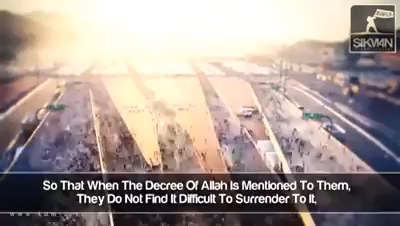 SIKVAN
So That When The Decree Of Allah Is Mentioned To Them,
They Do Not Find It Difficult To Surrender To It.